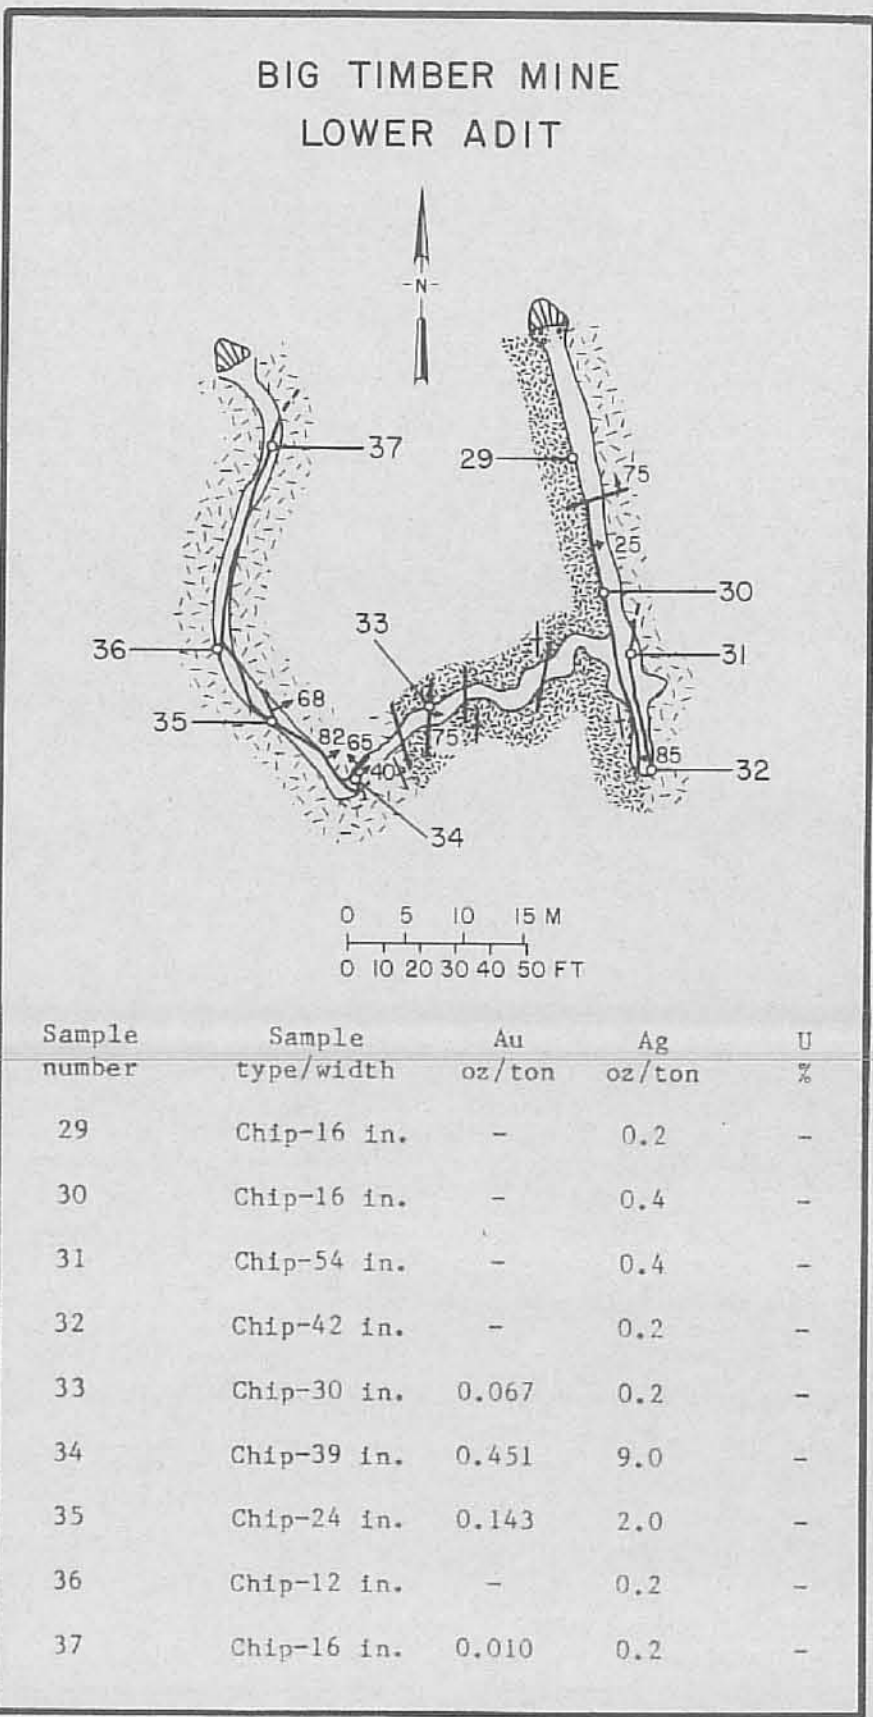 BIG TIMBER MINE
LOWER ADIT
-N-
37
29
75
25
30
33
36
31
68
35
82
65
75
40
85
32
34
0 5 10 15 M
0 10 20 30 40 50 FT
Sample Sample Au Ag U
number type/width oz/ton oz/ton %
29 Chip-16 in. - 0.2 -
30 Chip-16 in. - 0.4 -
31 Chip-54 in. - 0.4 -
32 Chip-42 in. - 0.2 -
33 Chip-30 in. 0.067 0.2 -
34 Chip-39 in. 0.451 9.0 -
35 Chip-24 in. 0.143 2.0 -
36 Chip-12 in. - 0.2 -
37 Chip-16 in. 0.010 0.2 -